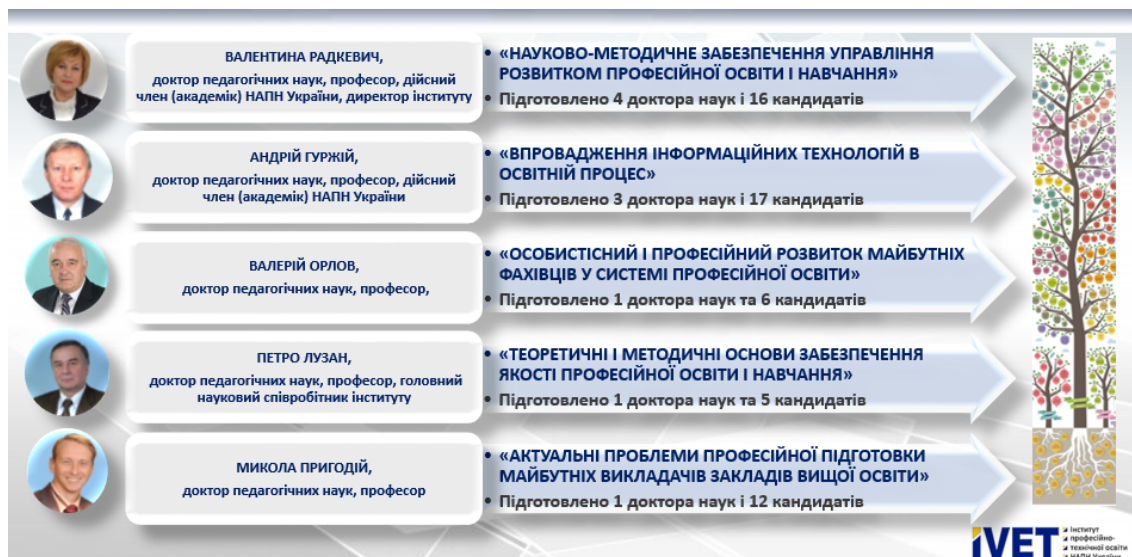 ВАЛЕНТИНА РАДКЕВИЧ,
доктор педагогічних наук, професор, дійсний
член (академік) НАПН України, директор інституту
• «НАУКОВО-МЕТОДИЧНЕ ЗАБЕЗПЕЧЕННЯ УПРАВЛІННЯ
РОЗВИТКОМ ПРОФЕСІЙНОЇ ОСВІТИ І НАВЧАННЯ»
• Підготовлено 4 доктора наук і 16 кандидатів
АНДРІЙ ГУРЖІЙ,
доктор педагогічних наук, професор, дійсний
член (академік) НАПН України
• «ВПРОВАДЖЕННЯ ІНФОРМАЦІЙНИХ ТЕХНОЛОГІЙ В
ОСВІТНІЙ ПРОЦЕС»
• Підготовлено 3 доктора наук і 17 кандидатів
ВАЛЕРІЙ ОРЛОВ,
доктор педагогічних наук, професор,
• «ОСОБИСТІСНИЙ І ПРОФЕСІЙНИЙ РОЗВИТОК МАЙБУТНІХ
ФАХІВЦІВ У СИСТЕМІ ПРОФЕСІЙНОЇ ОСВІТИ»
• Підготовлено 1 доктора наук та 6 кандидатів
ПЕТРО ЛУЗАН,
доктор педагогічних наук, професор, головний
науковий співробітник інституту
• «ТЕОРЕТИЧНІ І МЕТОДИЧНІ ОСНОВИ ЗАБЕЗПЕЧЕННЯ
ЯКОСТІ ПРОФЕСІЙНОЇ ОСВІТИ І НАВЧАННЯ»
• Підготовлено 1 доктора наук та 5 кандидатів
МИКОЛА ПРИГОДІЙ,
доктор педагогічних наук, професор
• «АКТУАЛЬНІ ПРОБЛЕМИ ПРОФЕСІЙНОЇ ПІДГОТОВКИ
МАЙБУТНІХ ВИКЛАДАЧІВ ЗАКЛАДІВ ВИЩОЇ ОСВІТИ»
• Підготовлено 1 доктора наук і 12 кандидатів
iVET
Інститут
професійно-
технічної освіти
НАПН України